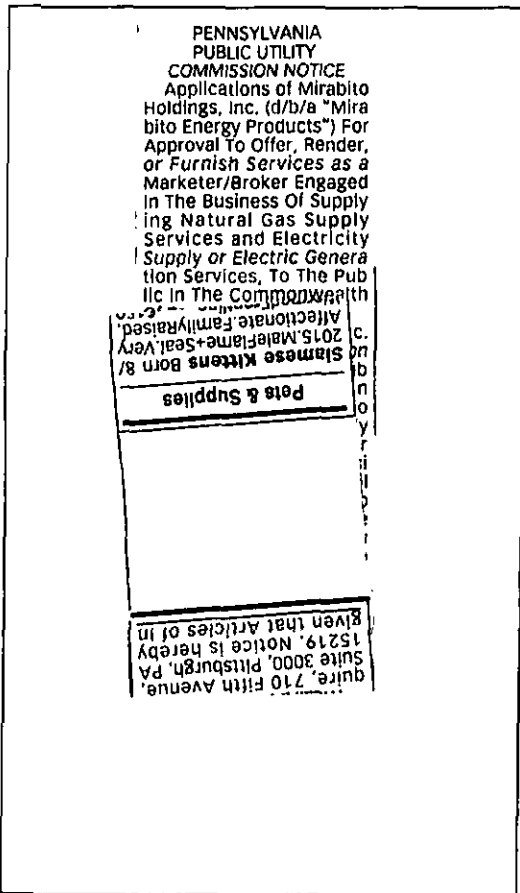 PENNSYLVANIA
PUBLIC UTILITY
COMMISSION NOTICE
Applications of Mirabito
Holdings, Inc. (d/b/a "Mira
bito Energy Products") For
Approval To Offer, Render,
or Furnish Services as a
Marketer/Broker Engaged
In The Business Of Supply
ing Natural Gas Supply
Services and Electricity
Supply or Electric Genera
tion Services, To The Pub
lic In The Commonwealth
Pets & Supplies
Siamese Kittens Born 8/
2015.MaleFlame+Seal.Very
Affectionate.FamilyRaised.
c.
n
b
n
o
y
r
quire, 710 Fifth Avenue,
Suite 3000, Pittsburgh, PA
15219. Notice is hereby
given that Articles of In